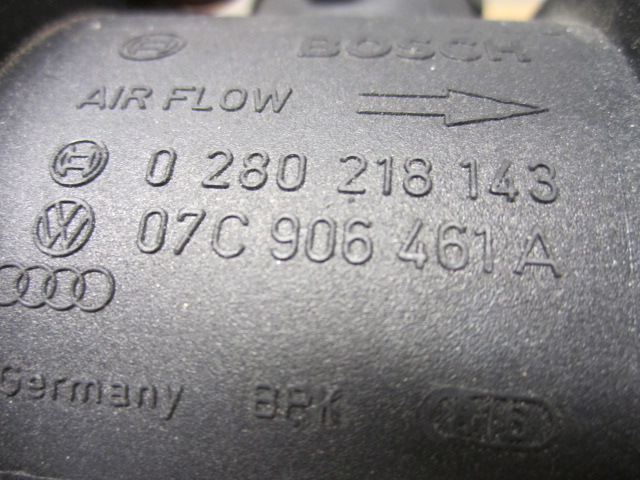 BOSCH
AIR FLOW
0 280 218 143
07C 906 461 A
Germany